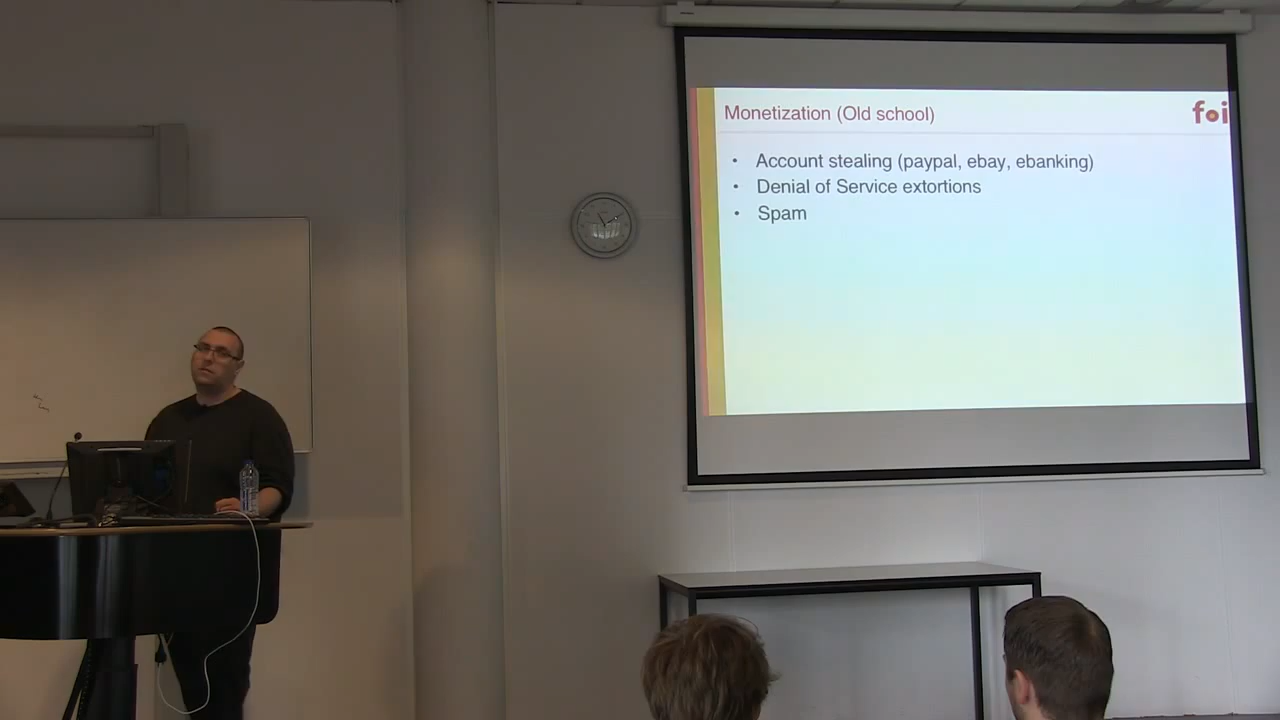 Monetization (Old school)
foi
• Account stealing (paypal, ebay, ebanking)
• Denial of Service extortions
• Spam